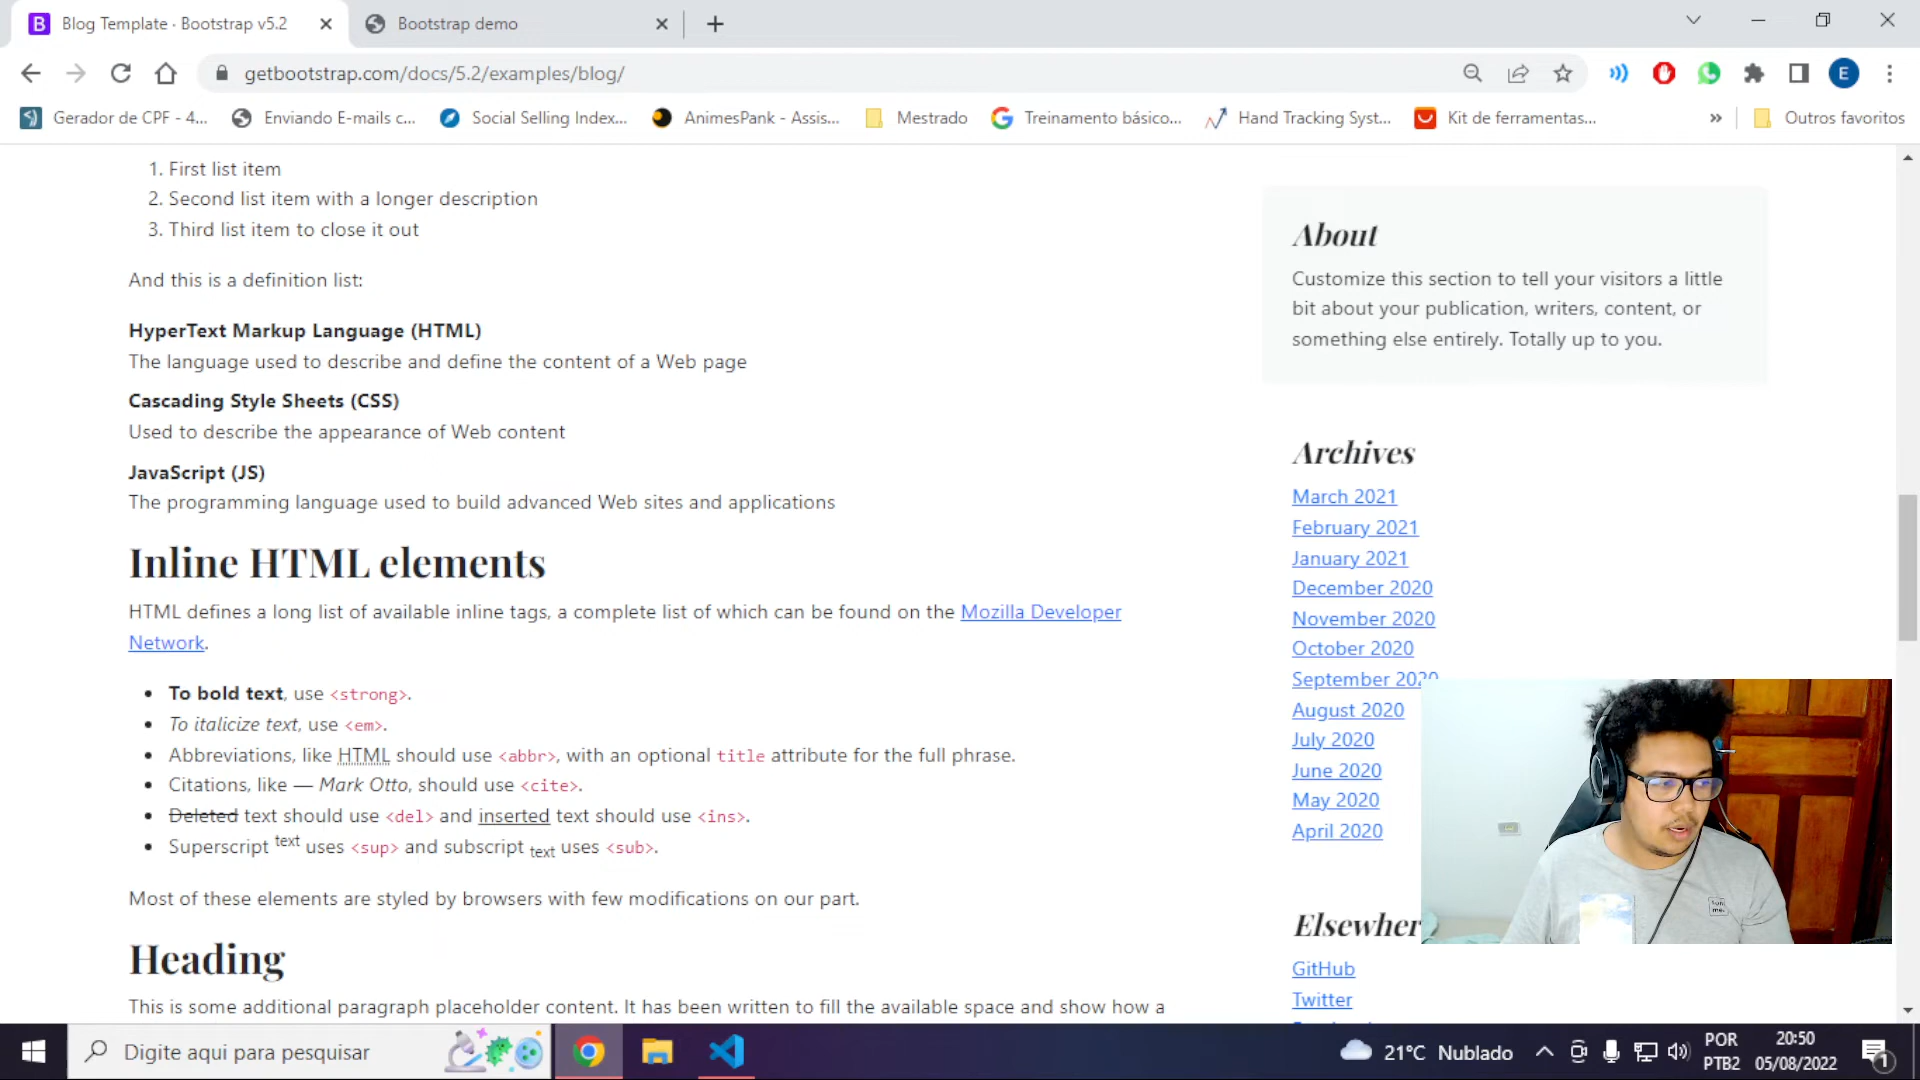 Blog Template · Bootstrap v5.2
Bootstrap demo
getbootstrap.com/docs/5.2/examples/blog/
E
Gerador de CPF - 4...
Enviando E-mails c...
Social Selling Index...
AnimesPank - Assis...
Mestrado
Treinamento básico...
Hand Tracking Syst...
Kit de ferramentas...
»
Outros favoritos
1. First list item
2. Second list item with a longer description
3. Third list item to close it out
And this is a definition list:
HyperText Markup Language (HTML)
The language used to describe and define the content of a Web page
Cascading Style Sheets (CSS)
Used to describe the appearance of Web content
JavaScript (JS)
The programming language used to build advanced Web sites and applications
Inline HTML elements
HTML defines a long list of available inline tags, a complete list of which can be found on the Mozilla Developer
Network.
• To bold text, use <strong>.
• To italicize text, use <em>.
• Abbreviations, like HTML should use <abbr>, with an optional title attribute for the full phrase.
• Citations, like — Mark Otto, should use <cite>.
• Deleted text should use <del> and inserted text should use <ins>.
• Superscript text uses <sup> and subscript text uses <sub>.
Most of these elements are styled by browsers with few modifications on our part.
Heading
This is some additional paragraph placeholder content. It has been written to fill the available space and show how a
About
Customize this section to tell your visitors a little
bit about your publication, writers, content, or
something else entirely. Totally up to you.
Archives
March 2021
February 2021
January 2021
December 2020
November 2020
October 2020
September 2020
August 2020
July 2020
June 2020
May 2020
April 2020
Elsewher
GitHub
Twitter
Digite aqui para pesquisar
21°C Nublado
POR
PTB2
20:50
05/08/2022
1